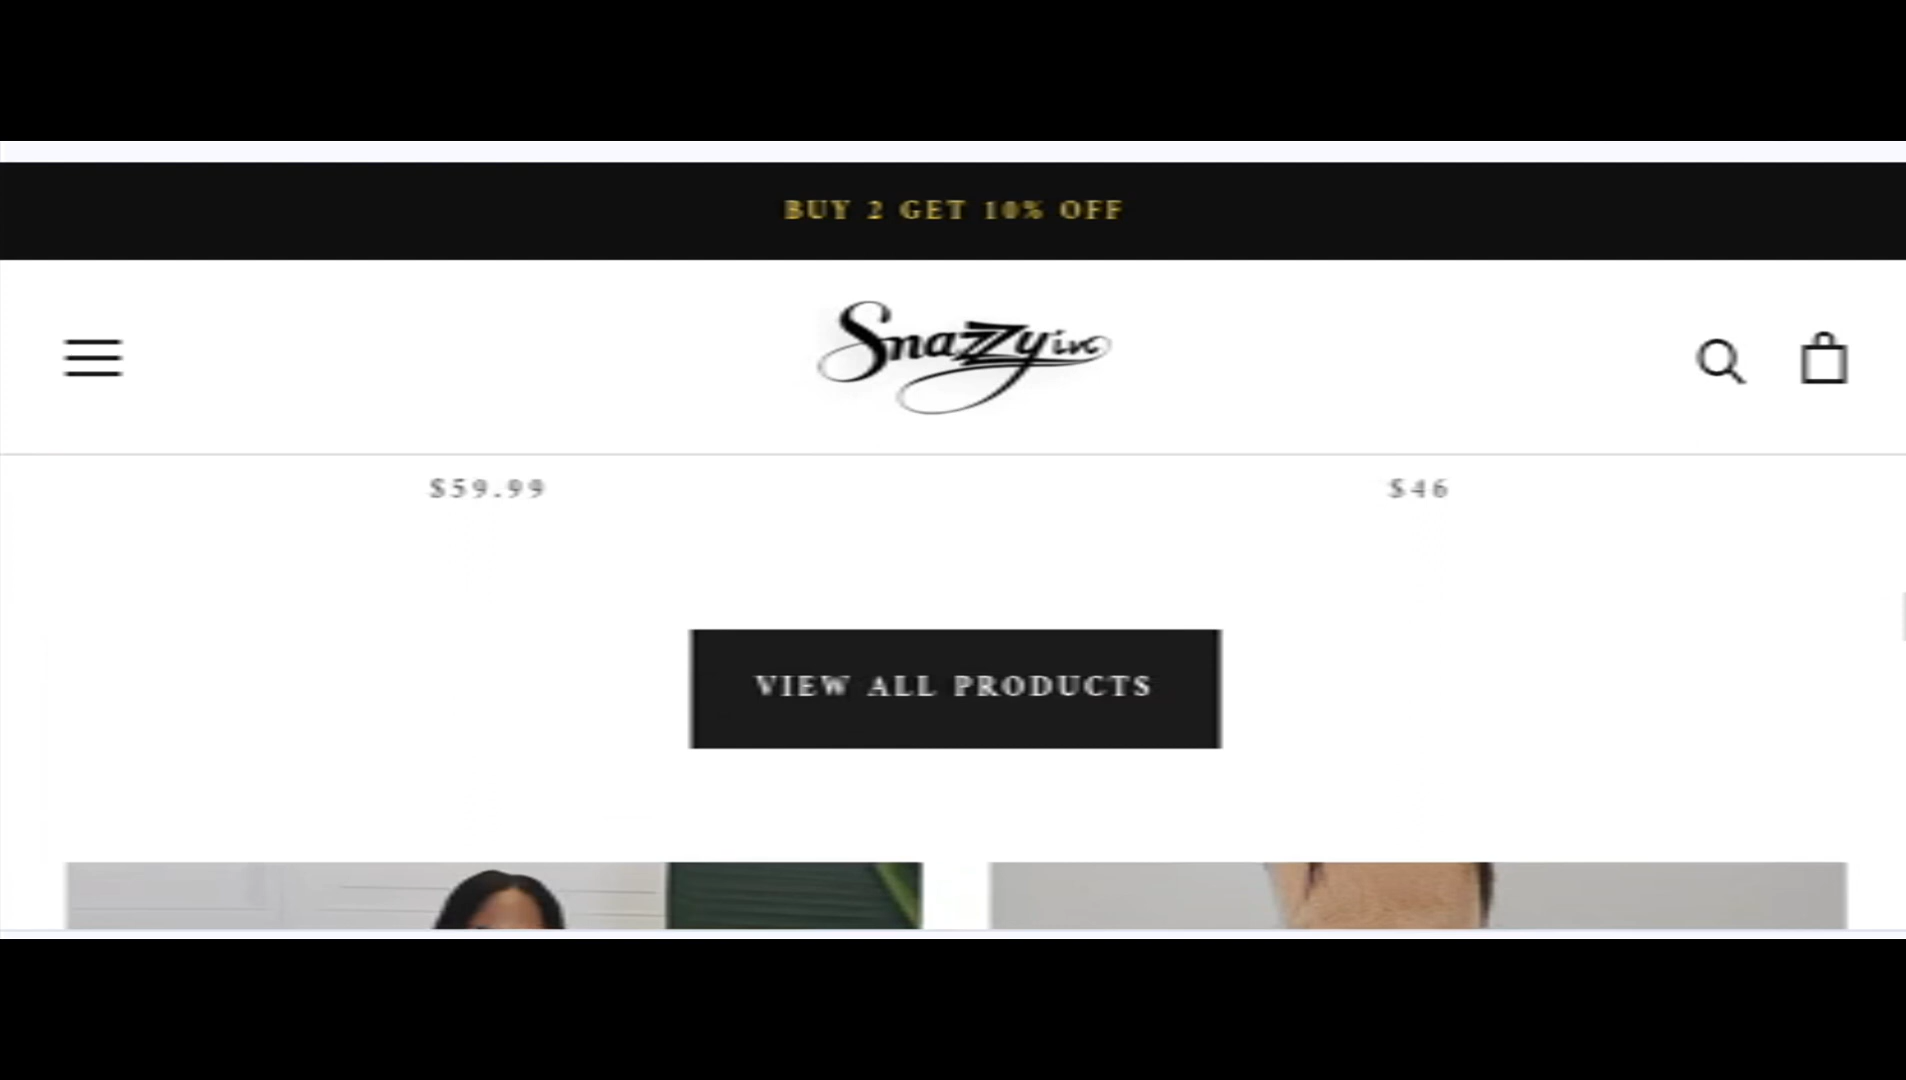 BUY 2 GET 10% OFF
Snazzy inc
$59.99
$46
VIEW ALL PRODUCTS